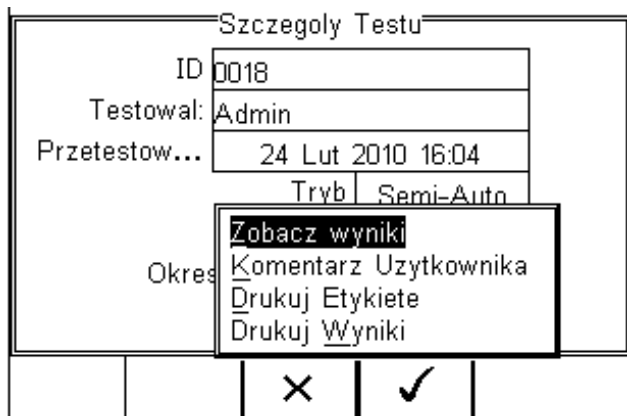 Szczegoly Testu
ID 0018
Testowal: Admin
Przetestow... 24 Lut 2010 16:04
Tryb Semi-Auto
Zobacz wyniki
Okres
Komentarz Uzytkownika
Drukuj Etykiete
Drukuj Wyniki